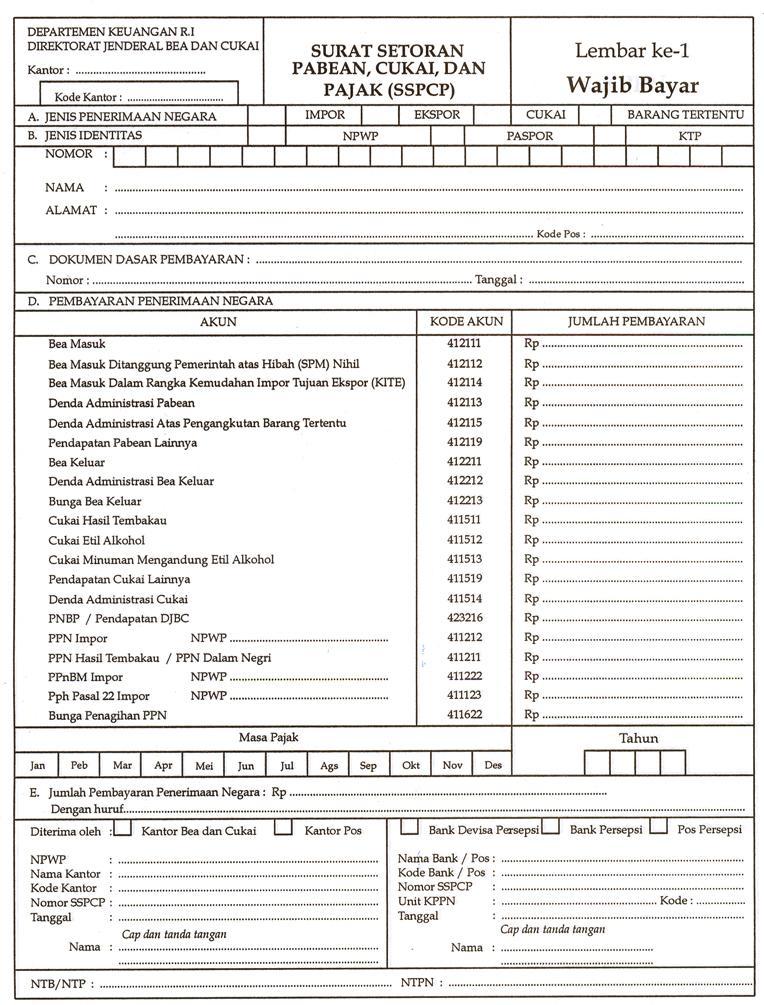 DEPARTEMEN KEUANGAN R.I
DIREKTORAT JENDERAL BEA DAN CUKAI
Kantor : ....................................
Kode Kantor : ..............................
SURAT SETORAN
PABEAN, CUKAI, DAN
PAJAK (SSPCP)
Lembar ke-1
Wajib Bayar
A. JENIS PENERIMAAN NEGARA IMPOR EKSPOR CUKAI BARANG TERTENTU
B. JENIS IDENTITAS NPWP PASPOR KTP
NOMOR :
NAMA : ....................................
ALAMAT : ....................................
.................................... Kode Pos : ....................................
C. DOKUMEN DASAR PEMBAYARAN : ....................................
Nomor : .................................... Tanggal : ....................................
D. PEMBAYARAN PENERIMAAN NEGARA
AKUN KODE AKUN JUMLAH PEMBAYARAN
Bea Masuk 412111 Rp ....................................
Bea Masuk Ditanggung Pemerintah atas Hibah (SPM) Nihil 412112 Rp ....................................
Bea Masuk Dalam Rangka Kemudahan Impor Tujuan Ekspor (KITE) 412114 Rp ....................................
Denda Administrasi Pabean 412113 Rp ....................................
Denda Administrasi Atas Pengangkutan Barang Tertentu 412115 Rp ....................................
Pendapatan Pabean Lainnya 412119 Rp ....................................
Bea Keluar 412211 Rp ....................................
Denda Administrasi Bea Keluar 412212 Rp ....................................
Bunga Bea Keluar 412213 Rp ....................................
Cukai Hasil Tembakau 411511 Rp ....................................
Cukai Etil Alkohol 411512 Rp ....................................
Cukai Minuman Mengandung Etil Alkohol 411513 Rp ....................................
Pendapatan Cukai Lainnya 411519 Rp ....................................
Denda Administrasi Cukai 411514 Rp ....................................
PNBP / Pendapatan DJBC 423216 Rp ....................................
PPN Impor NPWP .................................... 411212 Rp ....................................
PPN Hasil Tembakau / PPN Dalam Negri 411211 Rp ....................................
PPnBM Impor NPWP .................................... 411222 Rp ....................................
Pph Pasal 22 Impor NPWP .................................... 411123 Rp ....................................
Bunga Penagihan PPN 411622 Rp ....................................
Masa Pajak Tahun
Jan Peb Mar Apr Mei Jun Jul Ags Sep Okt Nov Des
E. Jumlah Pembayaran Penerimaan Negara : Rp ....................................
Dengan huruf....................................
Diterima oleh : Kantor Bea dan Cukai Kantor Pos
NPWP : ....................................
Nama Kantor : ....................................
Kode Kantor : ....................................
Nomor SSPCP : ....................................
Tanggal : ....................................
Cap dan tanda tangan
Nama : ....................................
....................................
Bank Devisa Persepsi Bank Persepsi Pos Persepsi
Nama Bank / Pos : ....................................
Kode Bank / Pos : ....................................
Nomor SSPCP : ....................................
Unit KPPN : .................................... Kode : ..............
Tanggal : ....................................
Cap dan tanda tangan
Nama : ....................................
....................................
NTB/NTP : .................................... NTPN : ....................................